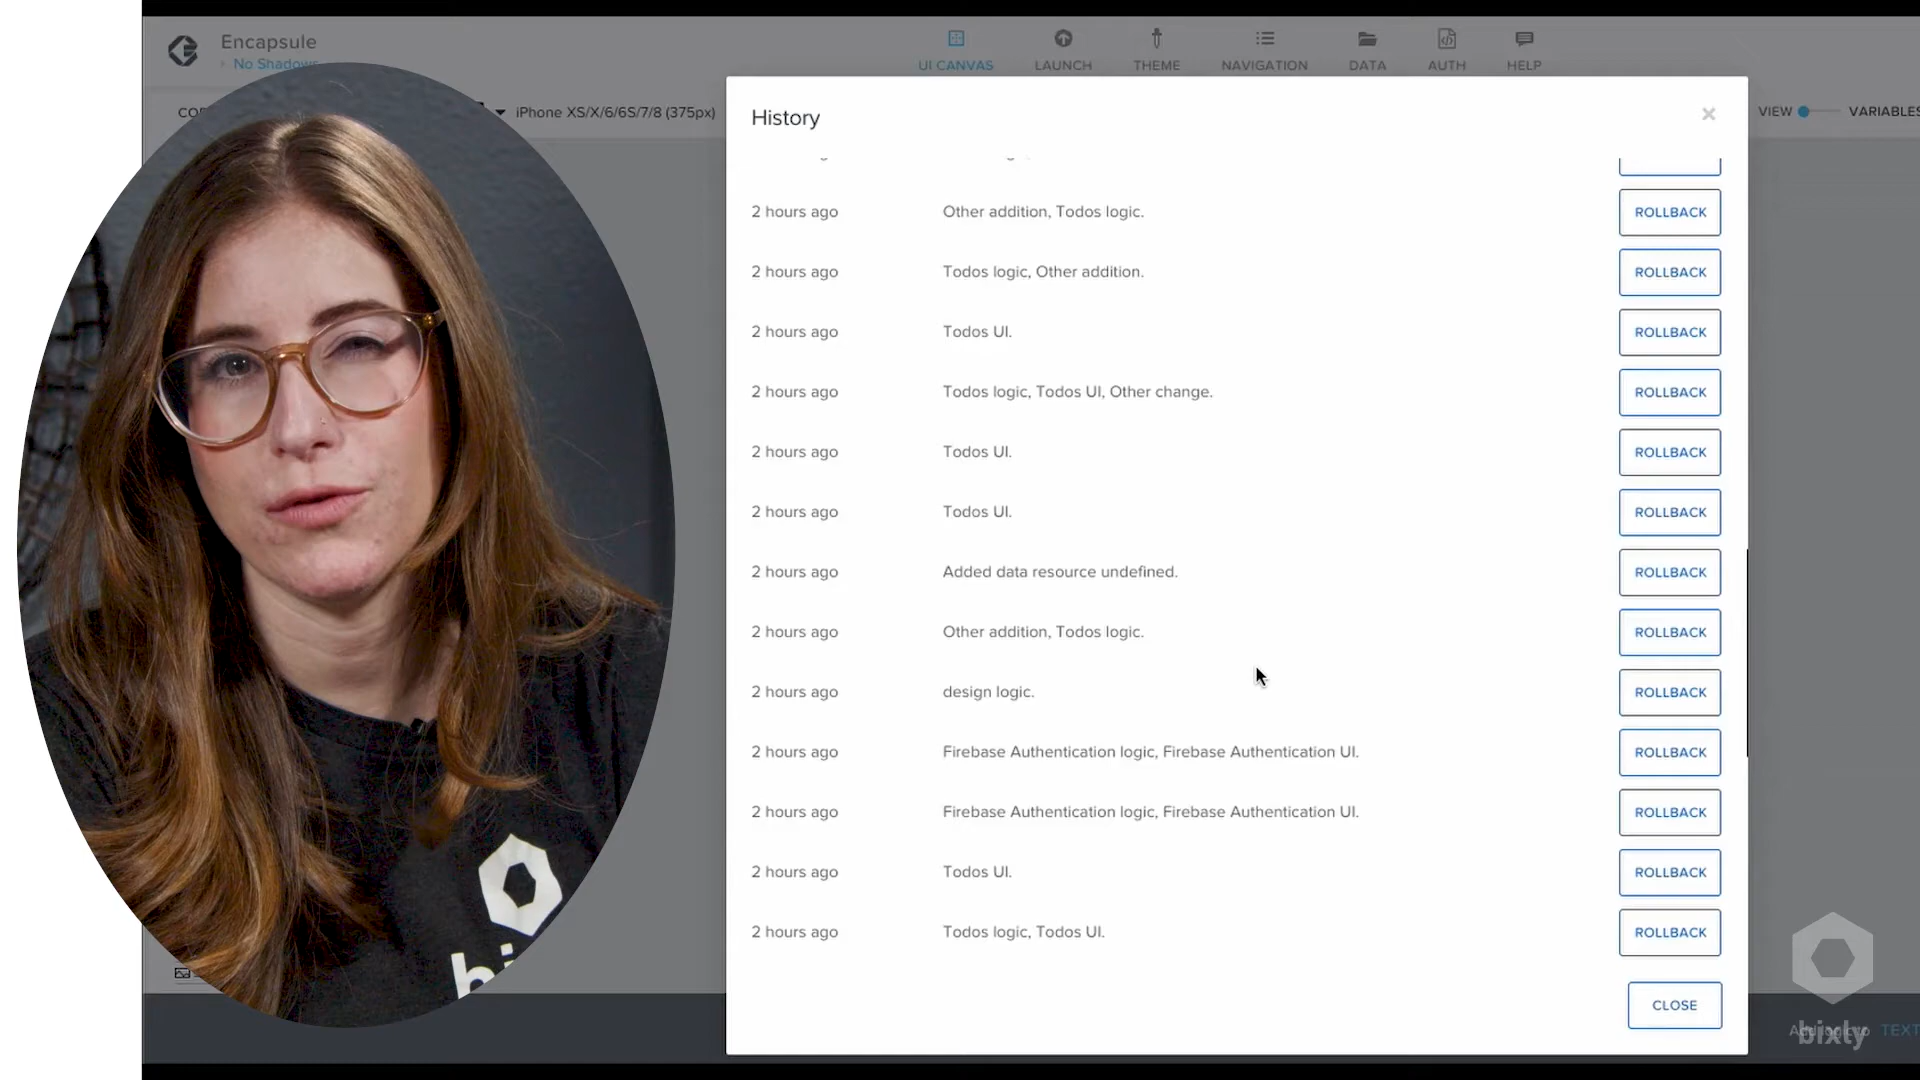 Encapsule
No Shadows
UI CANVAS
LAUNCH
THEME
NAVIGATION
DATA
AUTH
HELP
iPhone XS/X/6/6S/7/8 (375px)
VIEW
VARIABLES
History
2 hours ago Other addition, Todos logic. ROLLBACK
2 hours ago Todos logic, Other addition. ROLLBACK
2 hours ago Todos UI. ROLLBACK
2 hours ago Todos logic, Todos UI, Other change. ROLLBACK
2 hours ago Todos UI. ROLLBACK
2 hours ago Todos UI. ROLLBACK
2 hours ago Added data resource undefined. ROLLBACK
2 hours ago Other addition, Todos logic. ROLLBACK
2 hours ago design logic. ROLLBACK
2 hours ago Firebase Authentication logic, Firebase Authentication UI. ROLLBACK
2 hours ago Firebase Authentication logic, Firebase Authentication UI. ROLLBACK
2 hours ago Todos UI. ROLLBACK
2 hours ago Todos logic, Todos UI. ROLLBACK
CLOSE
bi
bixly
TEXT